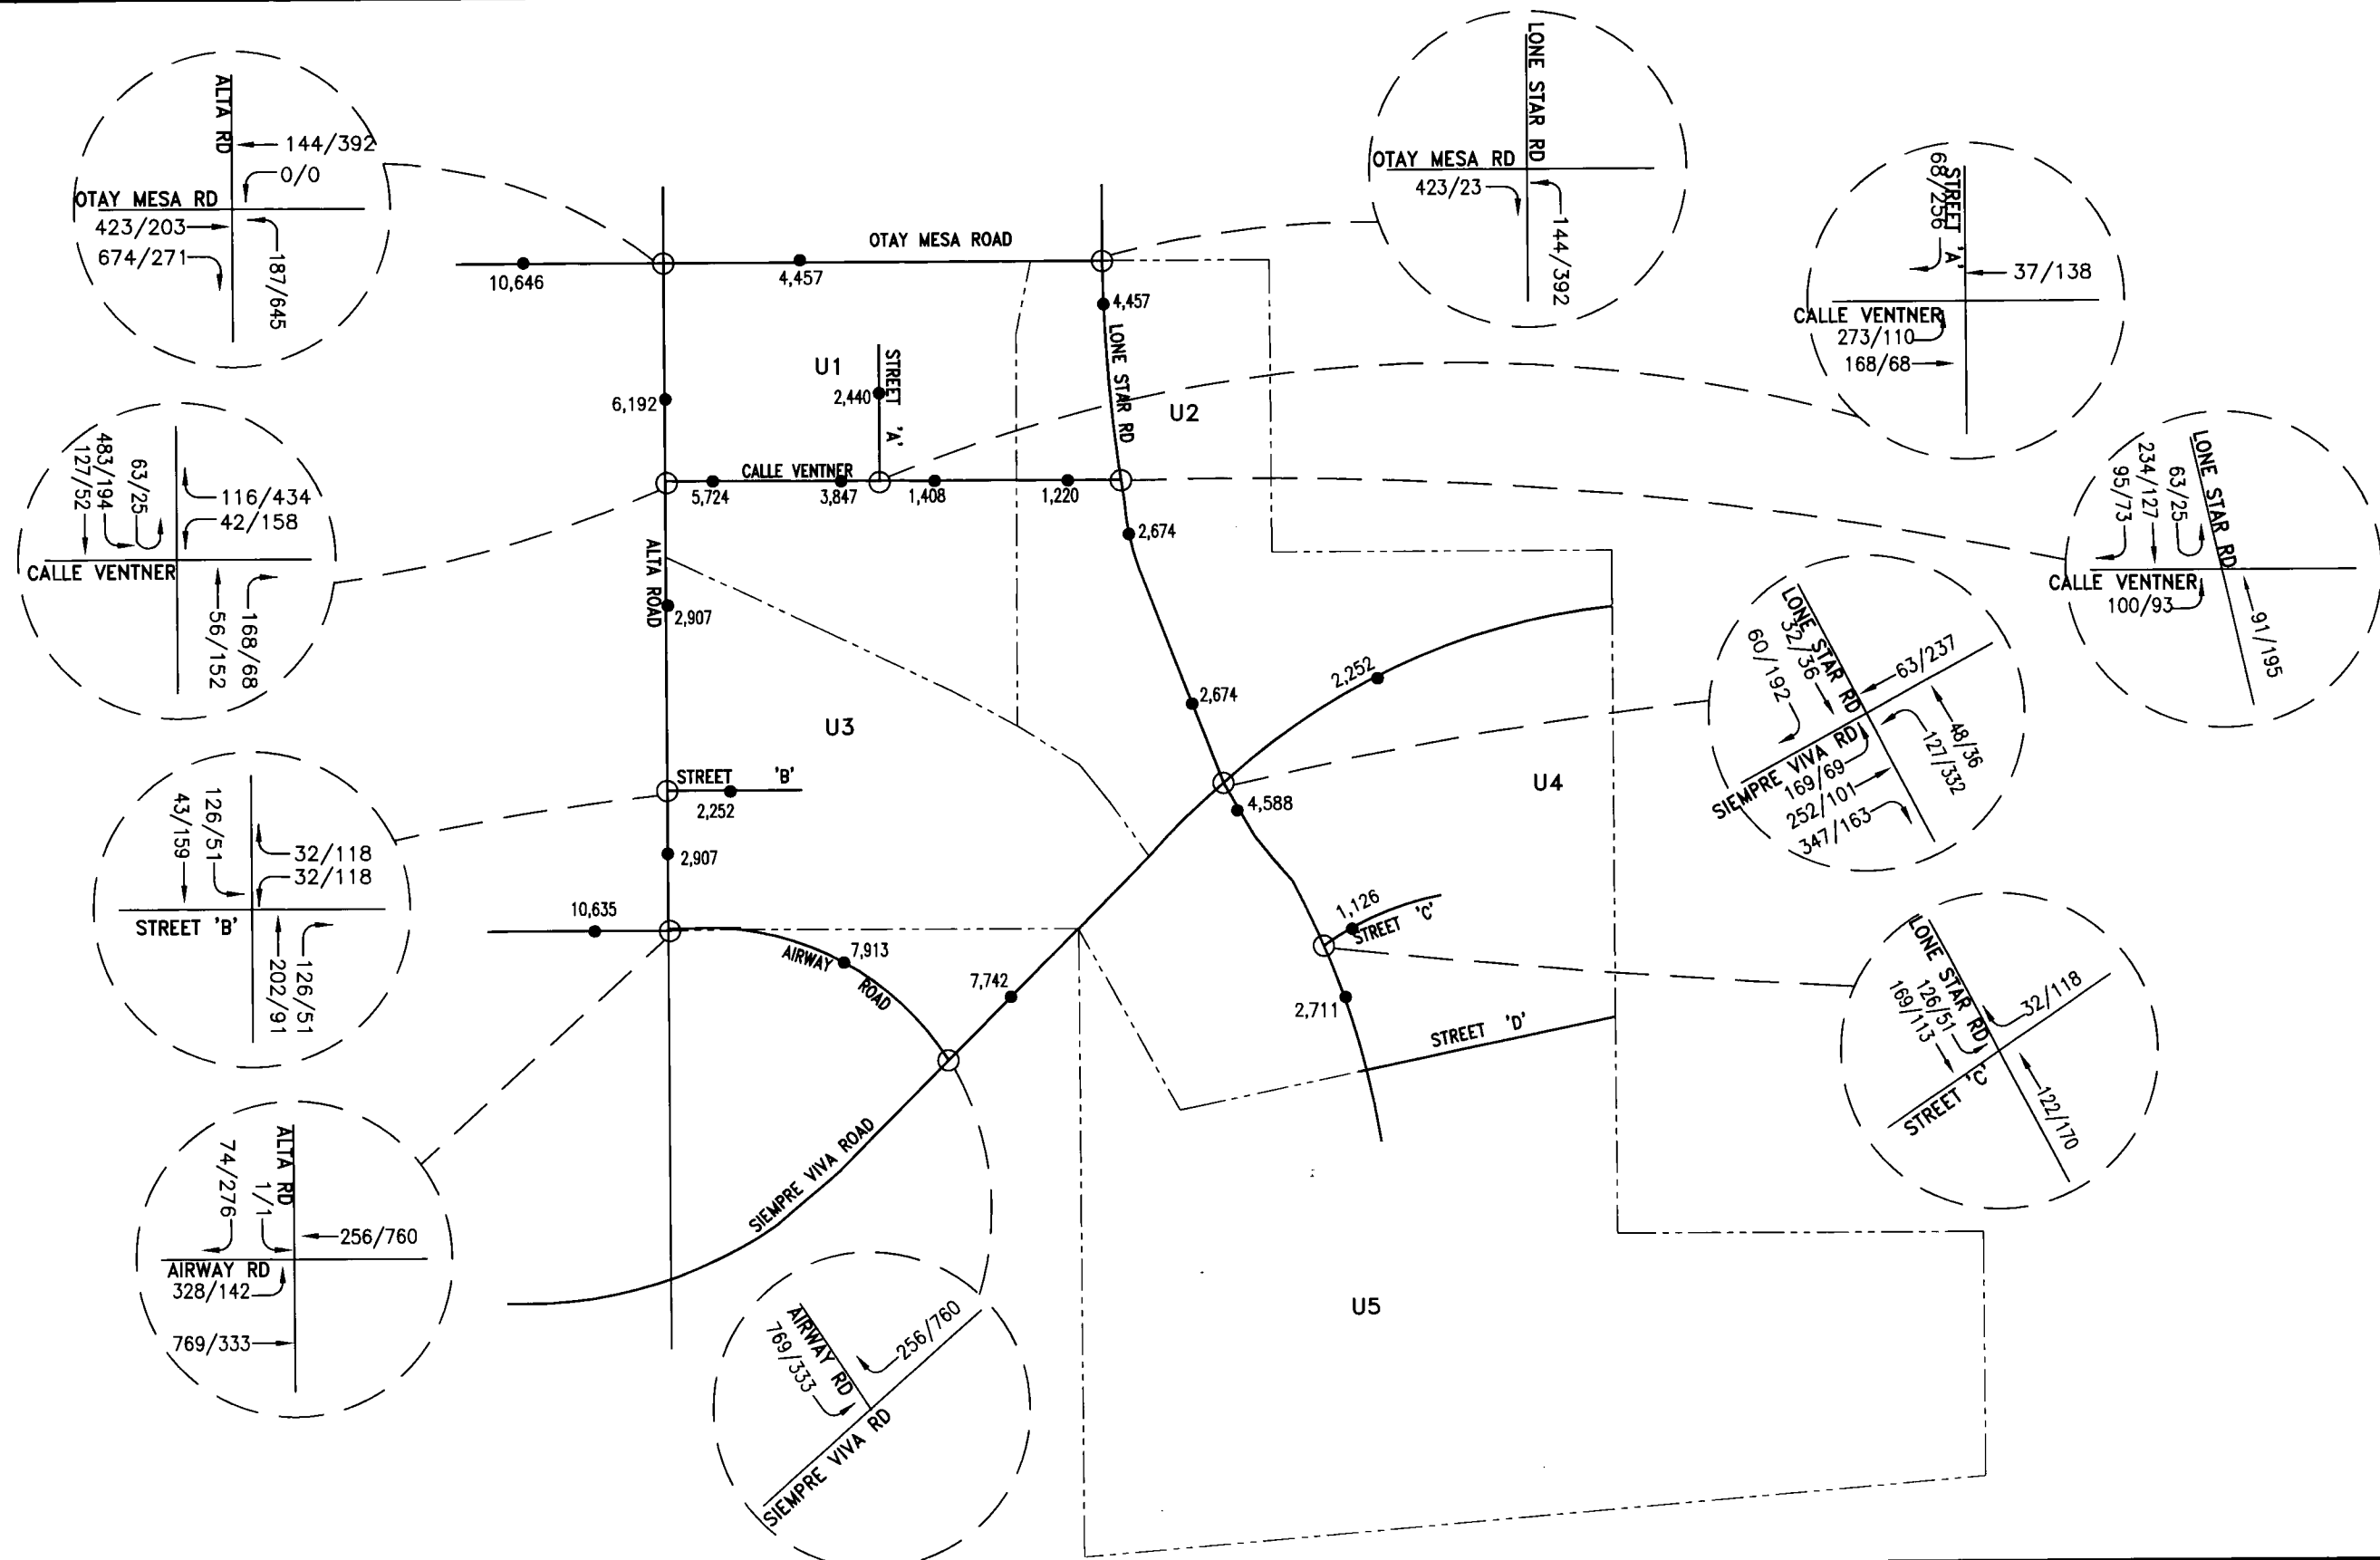 ALTA RD
144/392
0/0
OTAY MESA RD
423/203
674/271
187/645
LONE STAR RD
OTAY MESA RD
423/23
144/392
STREET 'A'
68/256
37/138
CALLE VENTNER
273/110
168/68
OTAY MESA ROAD
10,646
4,457
4,457
LONE STAR RD
U1
STREET 'A'
2,440
6,192
U2
CALLE VENTNER
5,724
3,847
1,408
1,220
2,674
483/194
127/52
63/25
116/434
42/158
CALLE VENTNER
56/152
168/68
LONE STAR RD
234/127
95/73
63/25
CALLE VENTNER
100/93
91/195
ALTA ROAD
2,907
LONE STAR RD
32/36
60/192
63/237
SIEMPRE VIVA RD
169/69
252/101
347/163
48/36
127/332
2,252
2,674
U3
STREET 'B'
2,252
U4
4,588
126/51
43/159
32/118
32/118
STREET 'B'
202/91
126/51
2,907
10,635
7,913
AIRWAY ROAD
7,742
1,126
STREET 'C'
2,711
STREET 'D'
LONE STAR RD
126/51
169/113
32/118
STREET 'C'
122/170
ALTA RD
74/276
1/1
256/760
AIRWAY RD
328/142
769/333
SIEMPRE VIVA ROAD
U5
AIRWAY RD
769/333
256/760
SIEMPRE VIVA RD